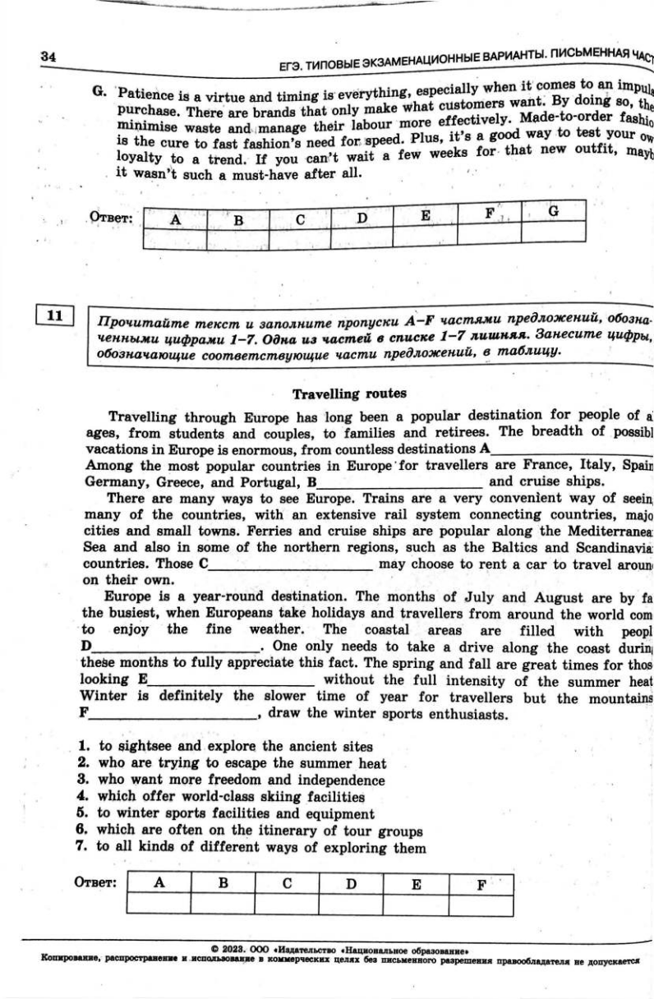 34
ЕГЭ. ТИПОВЫЕ ЭКЗАМЕНАЦИОННЫЕ ВАРИАНТЫ. ПИСЬМЕННАЯ ЧАСТ
G. Patience is a virtue and timing is everything, especially when it comes to an impuls
purchase. There are brands that only make what customers want. By doing so, the
minimise waste and manage their labour more effectively. Made-to-order fashio
is the cure to fast fashion's need for speed. Plus, it's a good way to test your ow
loyalty to a trend. If you can't wait a few weeks for that new outfit, mayb
it wasn't such a must-have after all.
Ответ: A B C D E F G
11
Прочитайте текст и заполните пропуски A–F частями предложений, обозна-
ченными цифрами 1–7. Одна из частей в списке 1–7 лишняя. Занесите цифры,
обозначающие соответствующие части предложений, в таблицу.
Travelling routes
Travelling through Europe has long been a popular destination for people of a
ages, from students and couples, to families and retirees. The breadth of possibl
vacations in Europe is enormous, from countless destinations A____________________
Among the most popular countries in Europe for travellers are France, Italy, Spain
Germany, Greece, and Portugal, B____________________ and cruise ships.
There are many ways to see Europe. Trains are a very convenient way of seein
many of the countries, with an extensive rail system connecting countries, majo
cities and small towns. Ferries and cruise ships are popular along the Mediterranea
Sea and also in some of the northern regions, such as the Baltics and Scandinavia
countries. Those C____________________ may choose to rent a car to travel aroun
on their own.
Europe is a year-round destination. The months of July and August are by fa
the busiest, when Europeans take holidays and travellers from around the world com
to enjoy the fine weather. The coastal areas are filled with peopl
D____________________. One only needs to take a drive along the coast durin
these months to fully appreciate this fact. The spring and fall are great times for thos
looking E____________________ without the full intensity of the summer heat
Winter is definitely the slower time of year for travellers but the mountains
F____________________, draw the winter sports enthusiasts.
1. to sightsee and explore the ancient sites
2. who are trying to escape the summer heat
3. who want more freedom and independence
4. which offer world-class skiing facilities
5. to winter sports facilities and equipment
6. which are often on the itinerary of tour groups
7. to all kinds of different ways of exploring them
Ответ: A B C D E F
© 2023. ООО «Издательство «Национальное образование»
Копирование, распространение и использование в коммерческих целях без письменного разрешения правообладателя не допускается